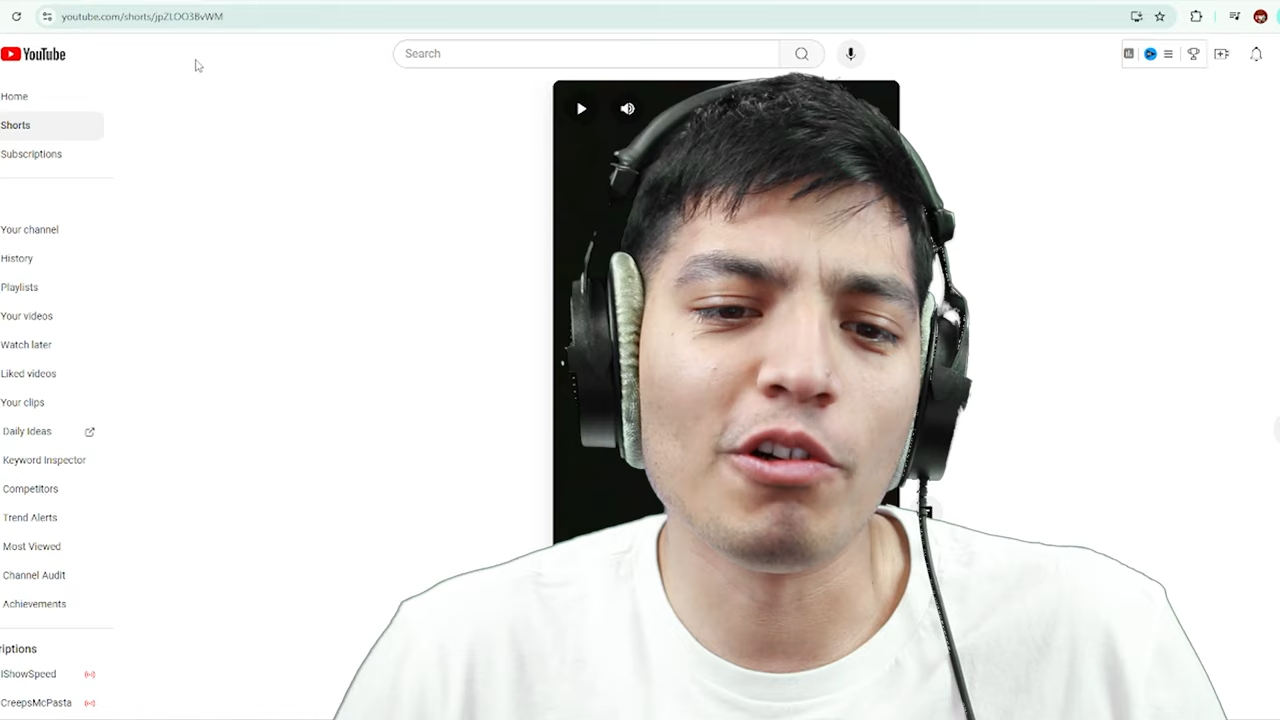 youtube.com/shorts/jpZLOO3BvWM
YouTube
Search
Home
Shorts
Subscriptions
Your channel
History
Playlists
Your videos
Watch later
Liked videos
Your clips
Daily Ideas
Keyword Inspector
Competitors
Trend Alerts
Most Viewed
Channel Audit
Achievements
riptions
IShowSpeed
CreepsMcPasta